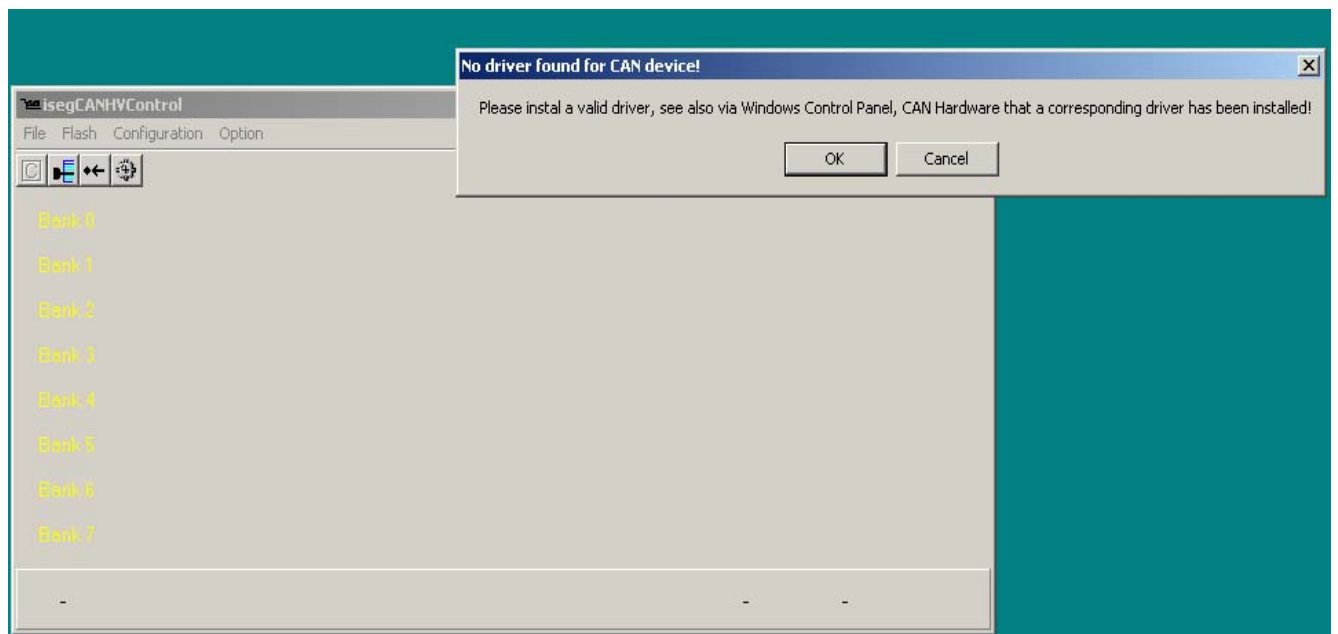 No driver found for CAN device!
Please instal a valid driver, see also via Windows Control Panel, CAN Hardware that a corresponding driver has been installed!
OK Cancel
isegCANHVControl
File Flash Configuration Option
C
Bank 0
Bank 1
Bank 2
Bank 3
Bank 4
Bank 5
Bank 6
Bank 7
- - -